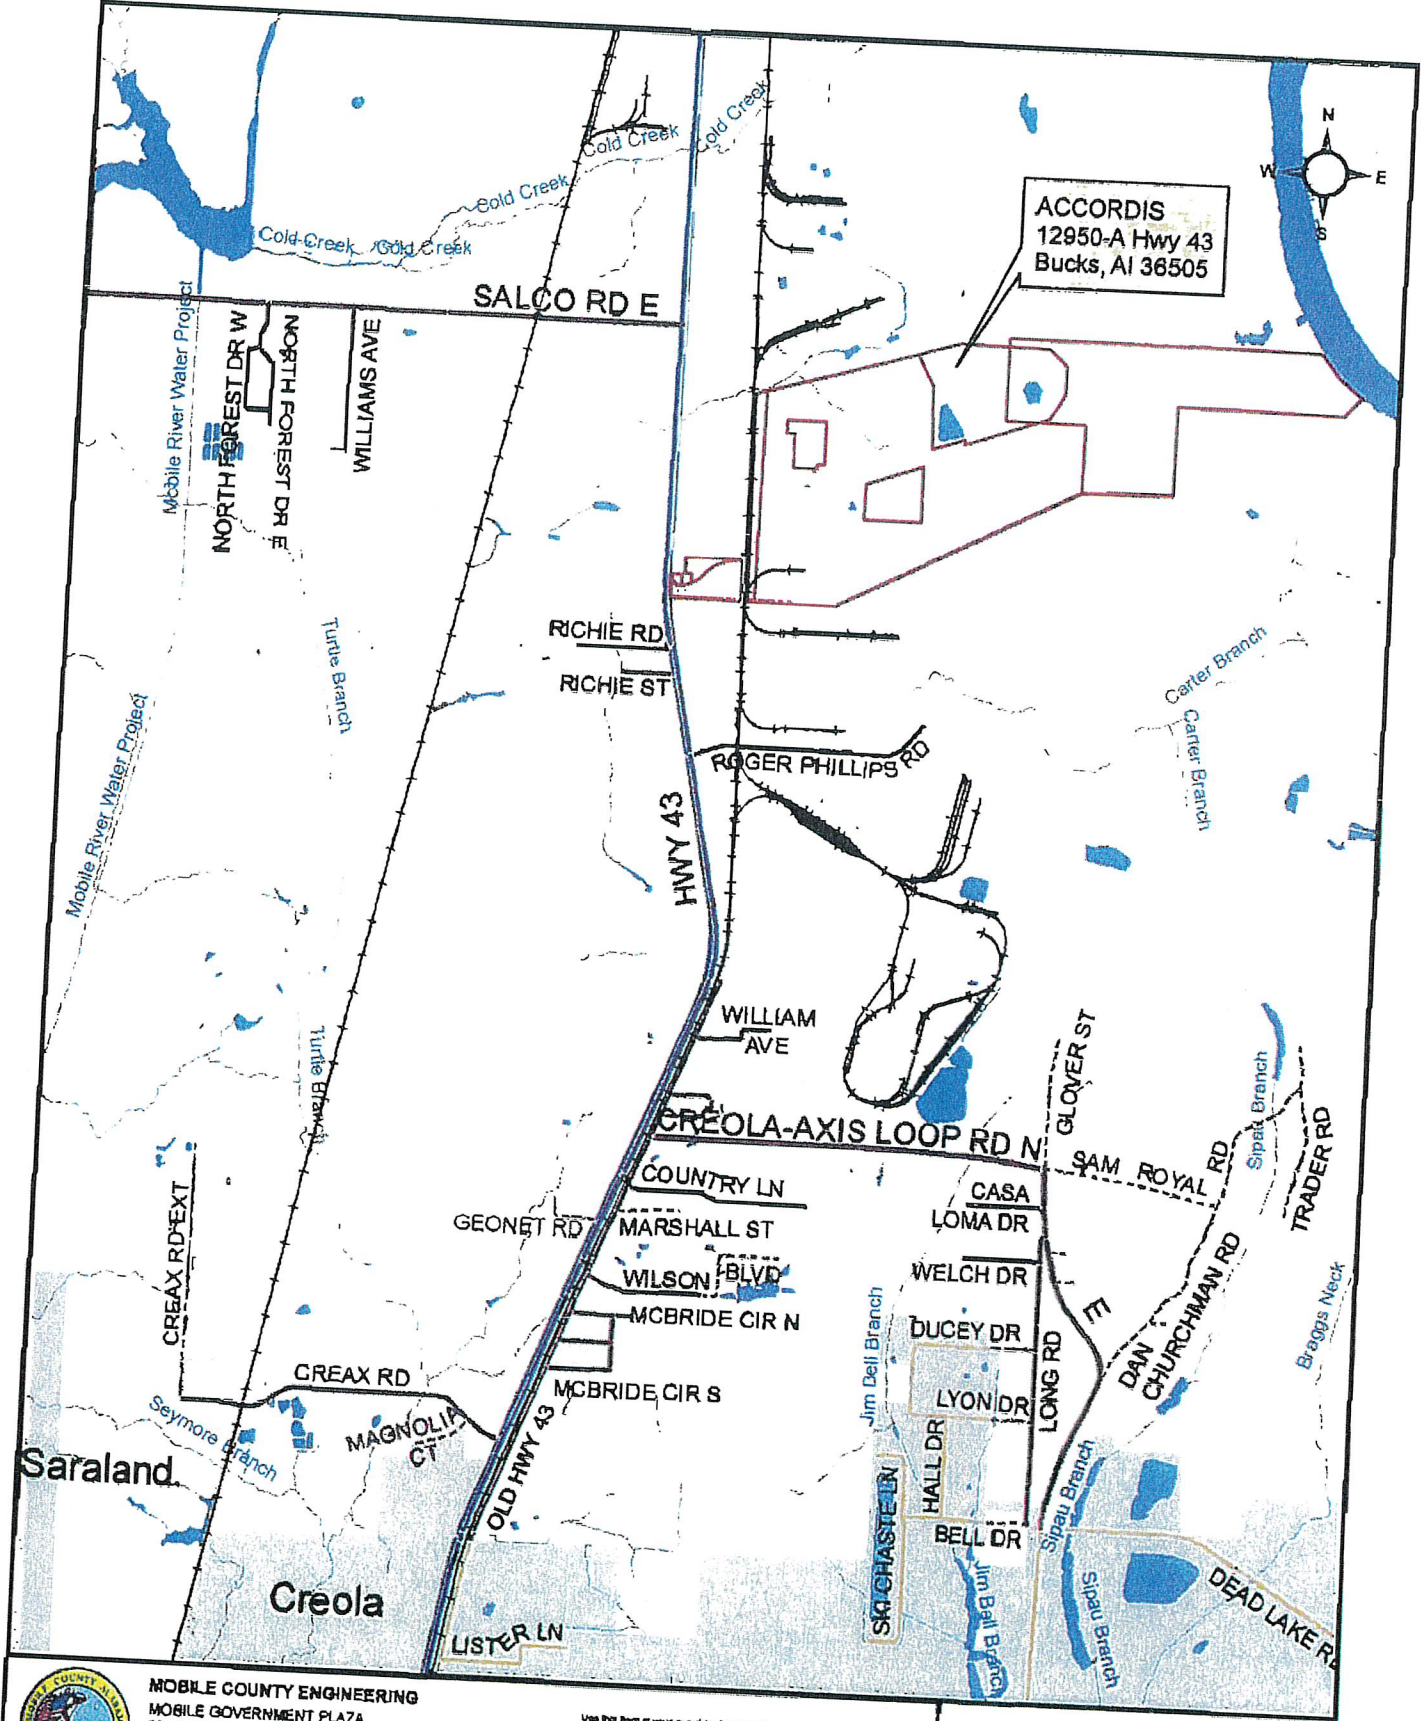 Cold Creek
Cold Creek
Cold Creek
Cold Creek
Cold Creek
N
W
E
S
ACCORDIS
12950-A Hwy 43
Bucks, Al 36505
SALCO RD E
Mobile River Water Project
NORTH FOREST DR W
NORTH FOREST DR E
WILLIAMS AVE
RICHIE RD
RICHIE ST
Turtle Branch
Carter Branch
Carter Branch
Mobile River Water Project
ROGER PHILLIPS RD
HWY 43
WILLIAM
AVE
Turtle Branch
GLOVER ST
CREOLA-AXIS LOOP RD N
SAM ROYAL RD
Sipau Branch
TRADER RD
COUNTRY LN
CASA
LOMA DR
GEONET RD
MARSHALL ST
CREAX RD EXT
WILSON BLVD
WELCH DR
E
MCBRIDE CIR N
DUCEY DR
DAN
CHURCHMAN RD
Braggs Neck
Jim Bell Branch
LONG RD
CREAX RD
MCBRIDE CIR S
LYON DR
MAGNOLIA
CT
Seymore Branch
HALL DR
Saraland
OLD HWY 43
BELL DR
Sipau Branch
Creola
Jim Bell Branch
Sipau Branch
DEAD LAKE RD
LISTER LN
MOBILE COUNTY ENGINEERING
MOBILE GOVERNMENT PLAZA